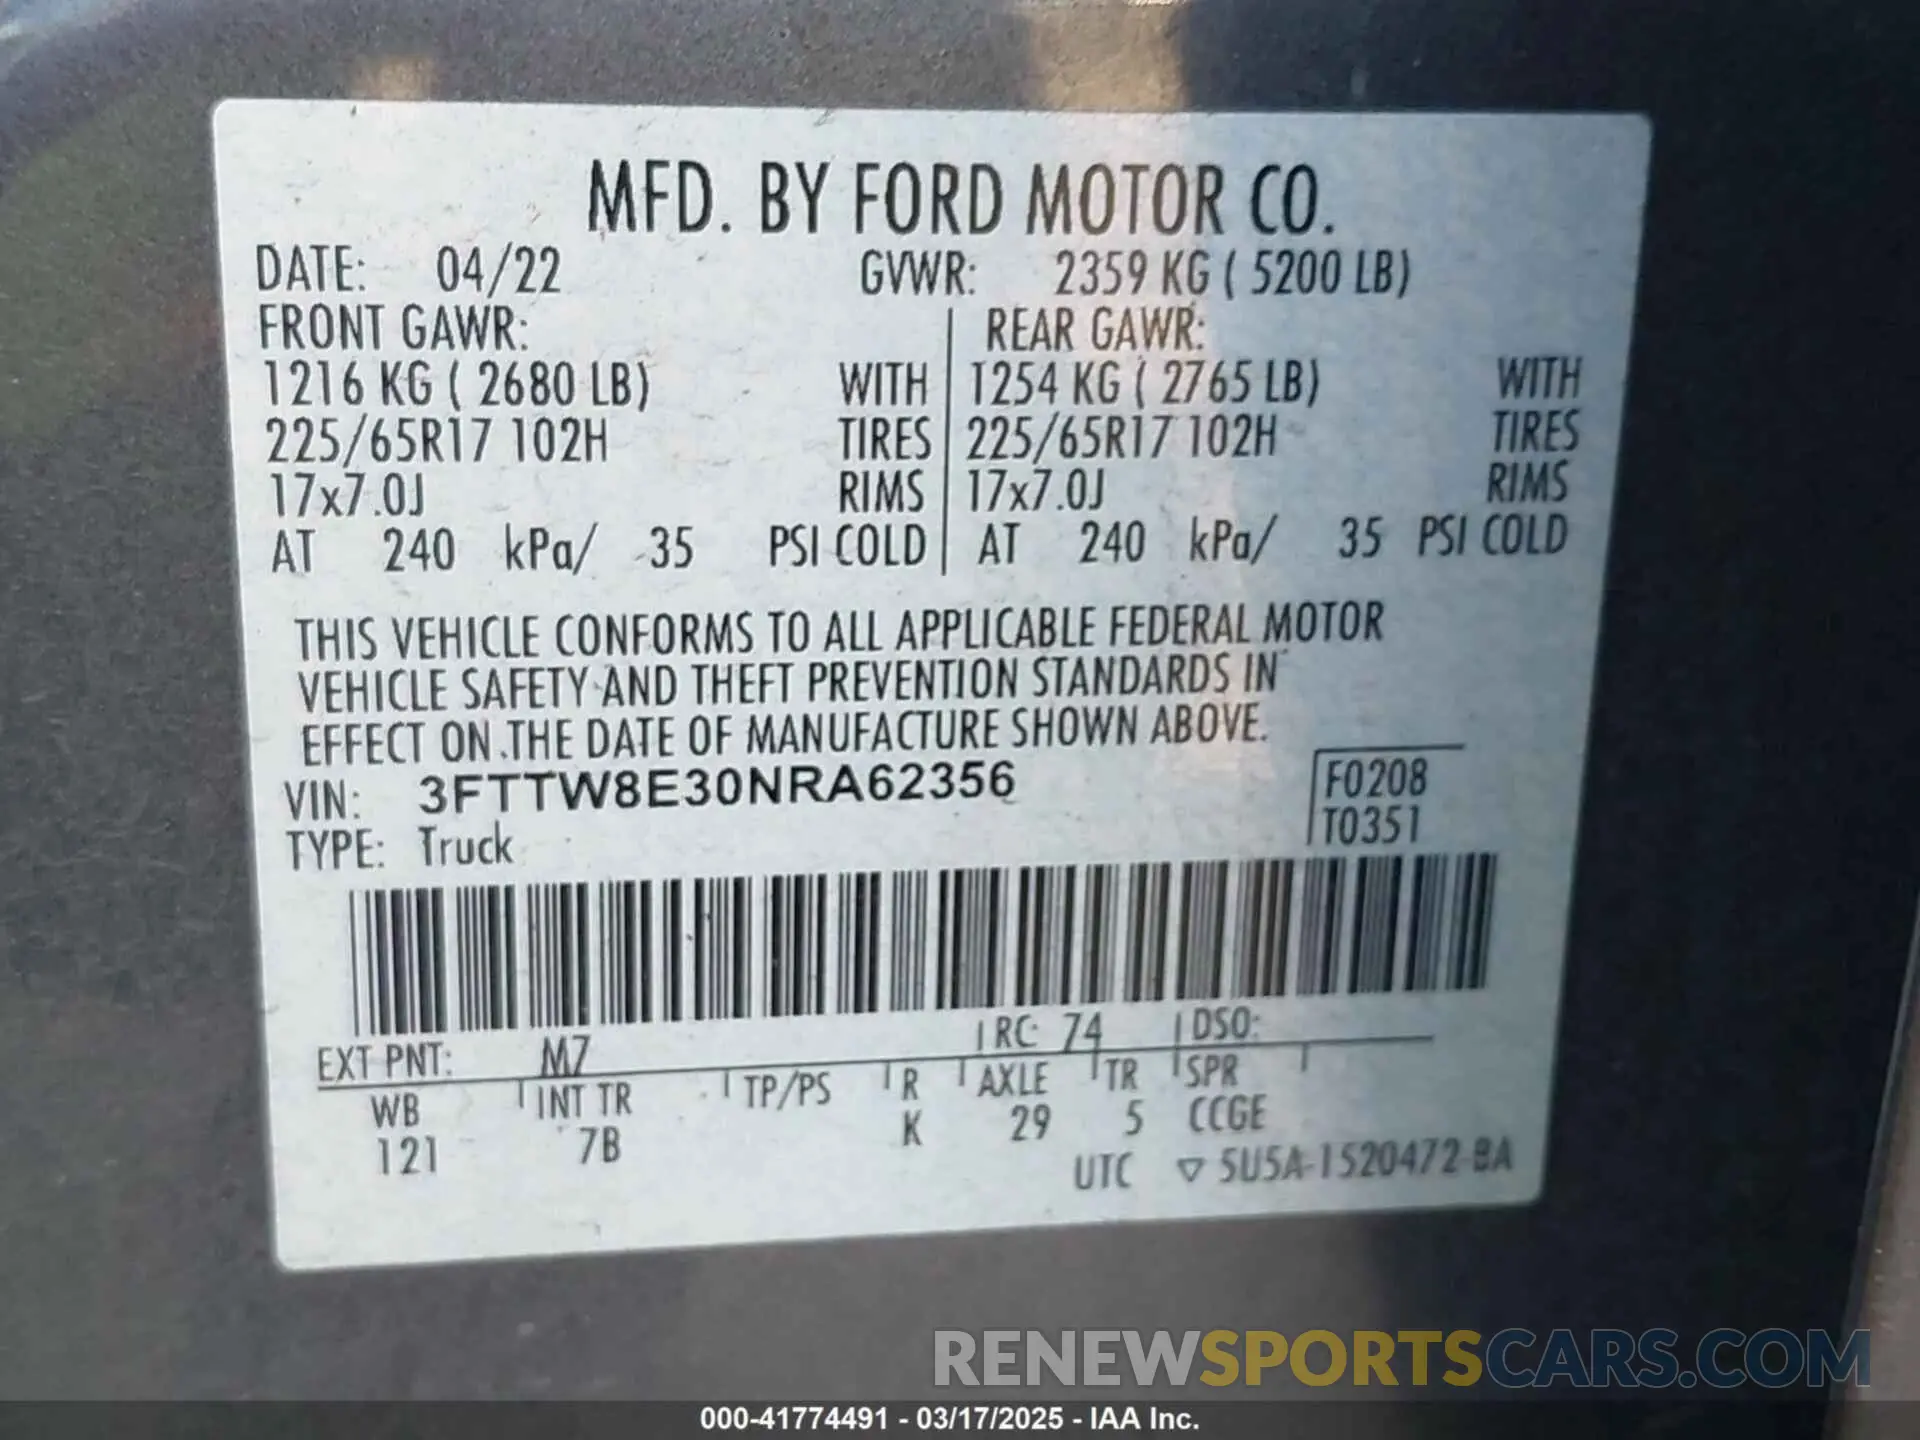 MFD. BY FORD MOTOR CO.
DATE: 04/22 GVWR: 2359 KG ( 5200 LB)
FRONT GAWR: REAR GAWR:
1216 KG ( 2680 LB) WITH 1254 KG ( 2765 LB) WITH
225/65R17 102H TIRES 225/65R17 102H TIRES
17x7.0J RIMS 17x7.0J RIMS
AT 240 kPa/ 35 PSI COLD AT 240 kPa/ 35 PSI COLD
THIS VEHICLE CONFORMS TO ALL APPLICABLE FEDERAL MOTOR
VEHICLE SAFETY AND THEFT PREVENTION STANDARDS IN
EFFECT ON THE DATE OF MANUFACTURE SHOWN ABOVE.
VIN: 3FTTW8E30NRA62356 F0208
TYPE: Truck T0351
EXT PNT: M7 RC: 74 DSO:
WB INT TR TP/PS R AXLE TR SPR
121 7B K 29 5 CCGE
UTC ▽ 5U5A-1520472-BA
RENEWSPORTSCARS.COM
000-41774491 - 03/17/2025 - IAA Inc.